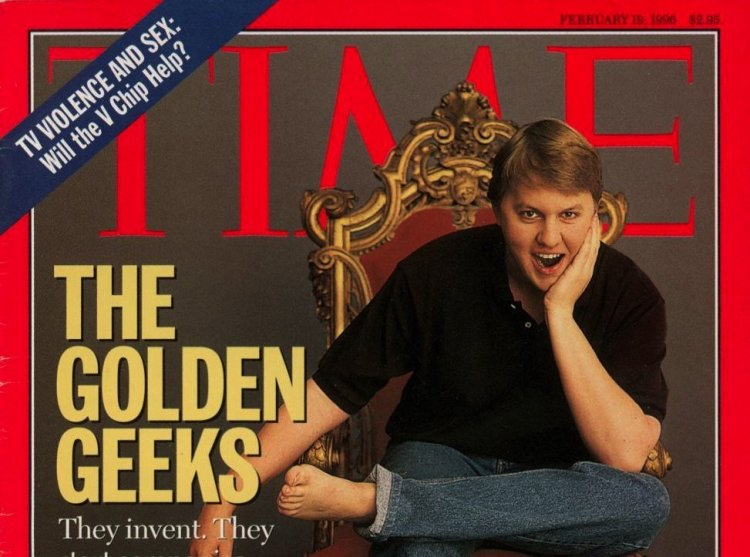 FEBRUARY 19, 1996 $2.95
TIME
TV VIOLENCE AND SEX:
Will the V Chip Help?
THE
GOLDEN
GEEKS
They invent. They